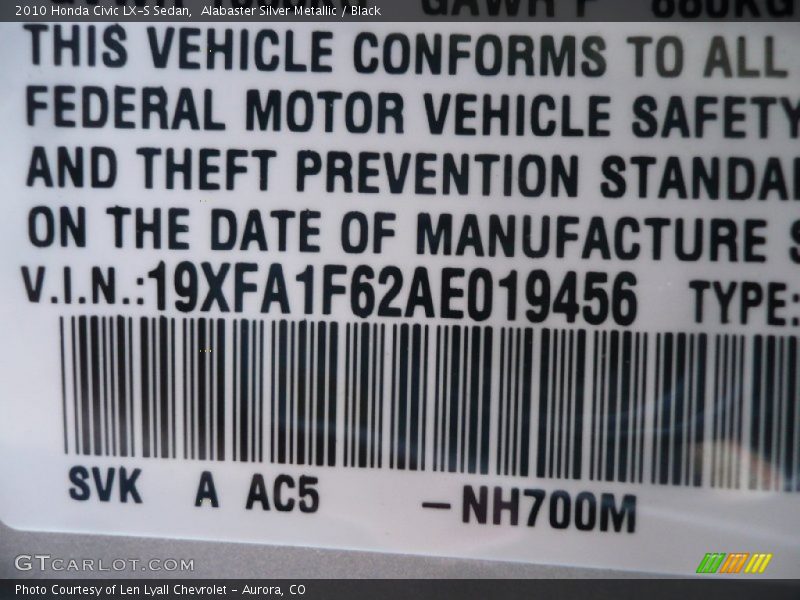 2010 Honda Civic LX-S Sedan,  Alabaster Silver Metallic / Black
GAWR F 880KG
THIS VEHICLE CONFORMS TO ALL
FEDERAL MOTOR VEHICLE SAFETY
AND THEFT PREVENTION STANDA
ON THE DATE OF MANUFACTURE S
V.I.N.:19XFA1F62AE019456 TYPE:
SVK A AC5 -NH700M
GTCARLOT.COM
Photo Courtesy of Len Lyall Chevrolet - Aurora, CO